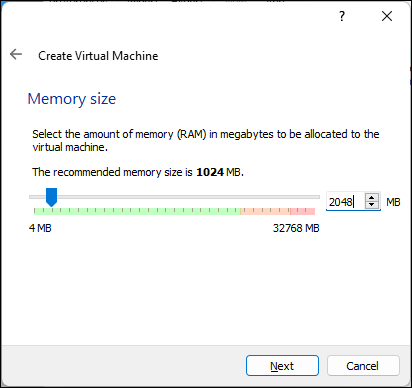 ?
Create Virtual Machine
Memory size
Select the amount of memory (RAM) in megabytes to be allocated to the
virtual machine.
The recommended memory size is 1024 MB.
2048 MB
4 MB 32768 MB
Next Cancel